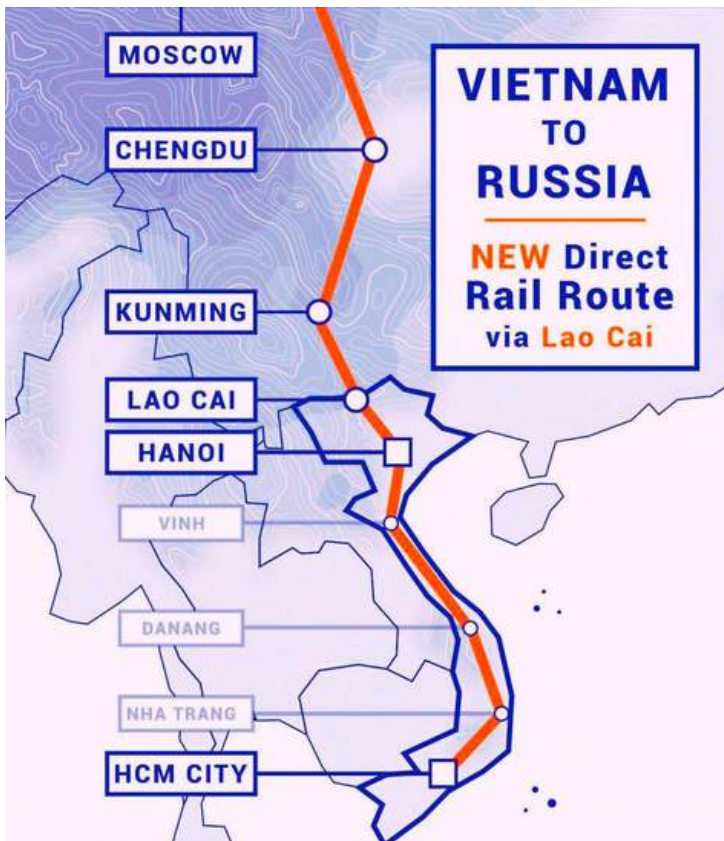 MOSCOW
CHENGDU
KUNMING
LAO CAI
HANOI
VINH
DANANG
NHA TRANG
HCM CITY
VIETNAM
TO
RUSSIA
NEW Direct
Rail Route
via Lao Cai